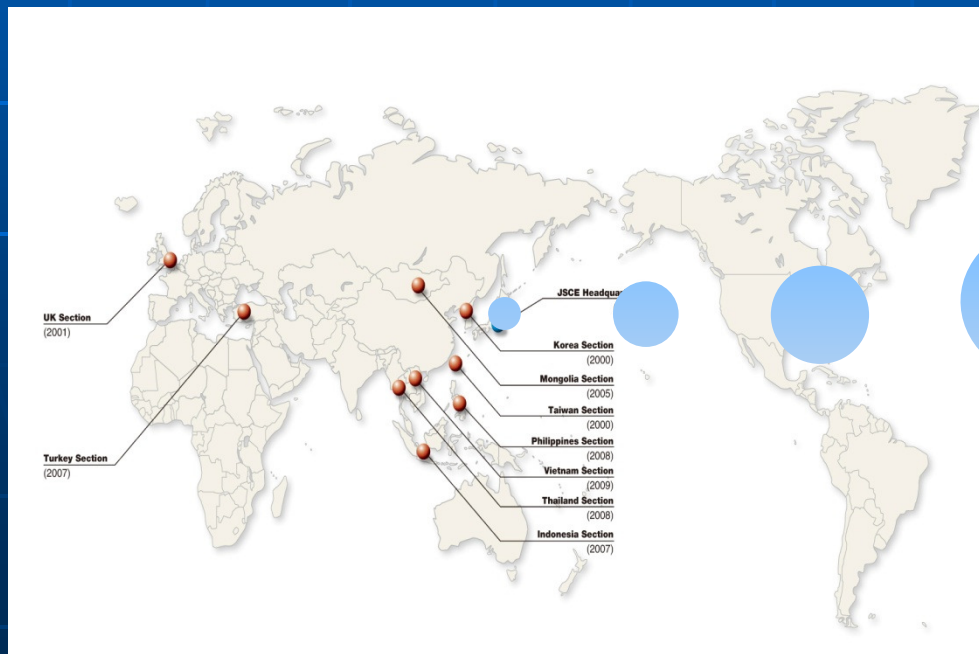 JSCE
UK Section
(2001)
Korea Section
(2000)
Mongolia Section
(2005)
Taiwan Section
(2000)
Philippines Section
(2008)
Turkey Section
(2007)
Vietnam Section
(2009)
Thailand Section
(2008)
Indonesia Section
(2007)